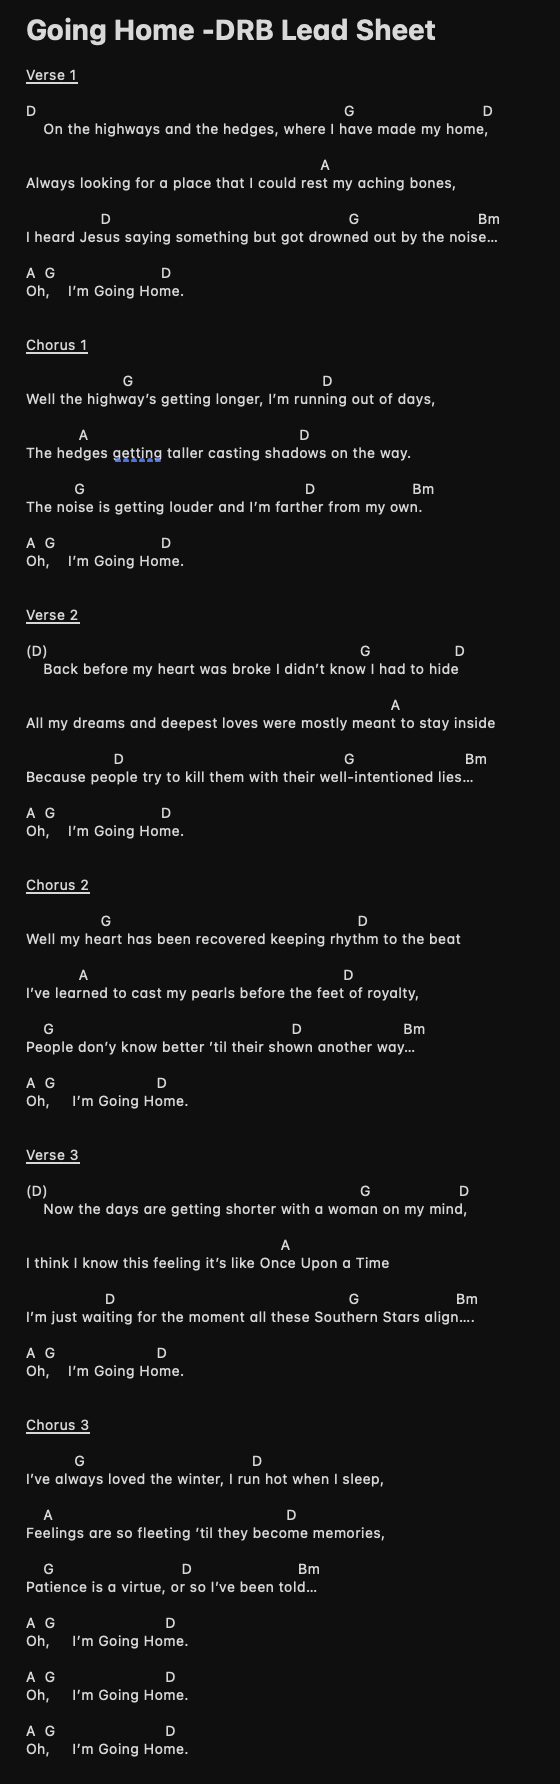 Going Home -DRB Lead Sheet
Verse 1
D G D
On the highways and the hedges, where I have made my home,
A
Always looking for a place that I could rest my aching bones,
D G Bm
I heard Jesus saying something but got drowned out by the noise...
A G D
Oh, I'm Going Home.
Chorus 1
G D
Well the highway's getting longer, I'm running out of days,
A D
The hedges getting taller casting shadows on the way.
G D Bm
The noise is getting louder and I'm farther from my own.
A G D
Oh, I'm Going Home.
Verse 2
(D) G D
Back before my heart was broke I didn't know I had to hide
A
All my dreams and deepest loves were mostly meant to stay inside
D G Bm
Because people try to kill them with their well-intentioned lies...
A G D
Oh, I'm Going Home.
Chorus 2
G D
Well my heart has been recovered keeping rhythm to the beat
A D
I've learned to cast my pearls before the feet of royalty,
G D Bm
People don'y know better 'til their shown another way...
A G D
Oh, I'm Going Home.
Verse 3
(D) G D
Now the days are getting shorter with a woman on my mind,
A
I think I know this feeling it's like Once Upon a Time
D G Bm
I'm just waiting for the moment all these Southern Stars align....
A G D
Oh, I'm Going Home.
Chorus 3
G D
I've always loved the winter, I run hot when I sleep,
A D
Feelings are so fleeting 'til they become memories,
G D Bm
Patience is a virtue, or so I've been told...
A G D
Oh, I'm Going Home.
A G D
Oh, I'm Going Home.
A G D
Oh, I'm Going Home.